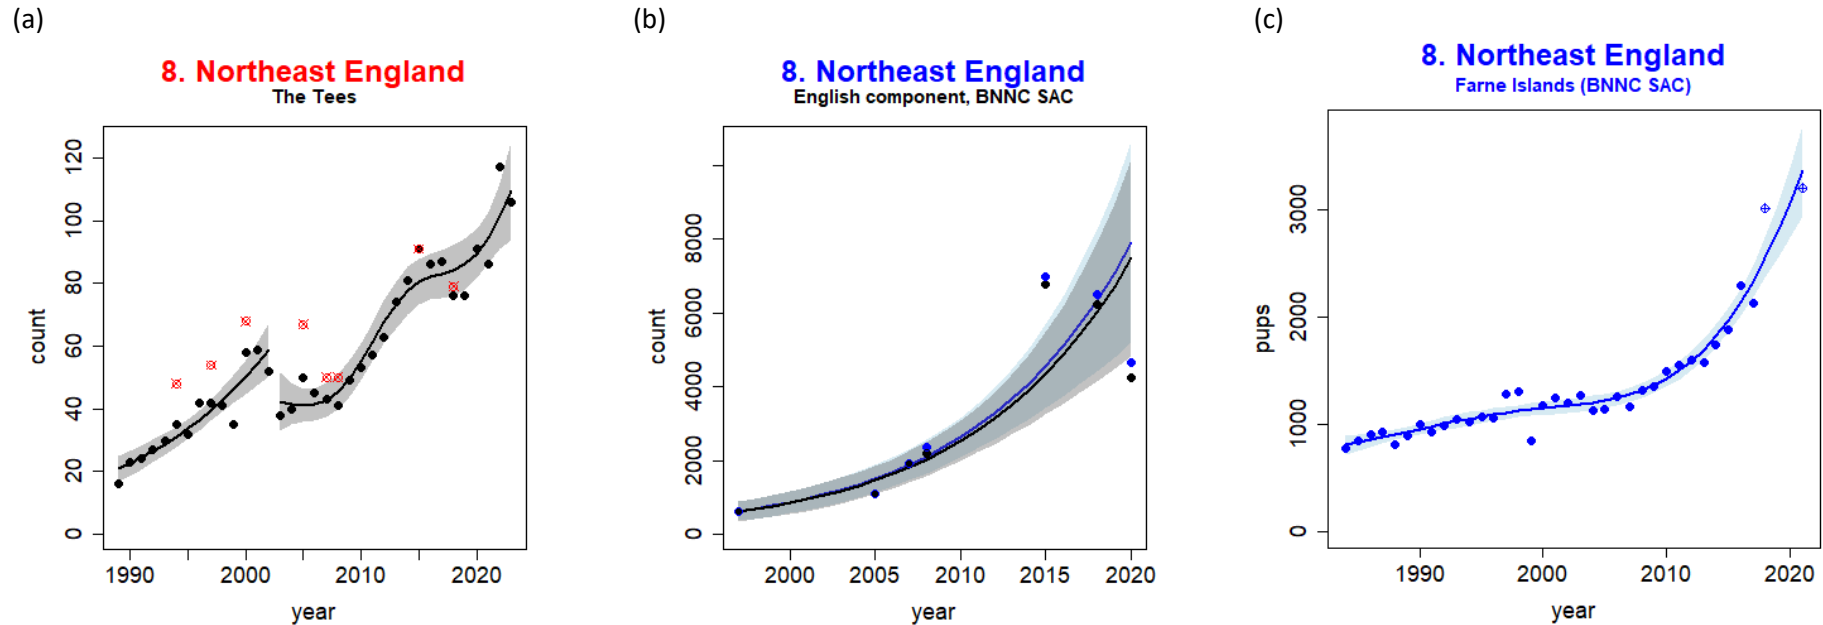 (a)
8. Northeast England
The Tees
count
0
20
40
60
80
100
120
1990
2000
2010
2020
year
(b)
8. Northeast England
English component, BNNC SAC
count
0
2000
4000
6000
8000
2000
2005
2010
2015
2020
year
(c)
8. Northeast England
Farne Islands (BNNC SAC)
pups
0
1000
2000
3000
1990
2000
2010
2020
year